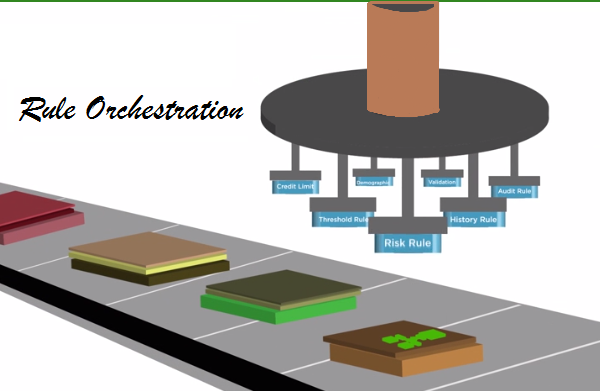 Rule Orchestration
Credit Limit
Demographic
Validation
Audit Rule
Threshold Rule
History Rule
Risk Rule